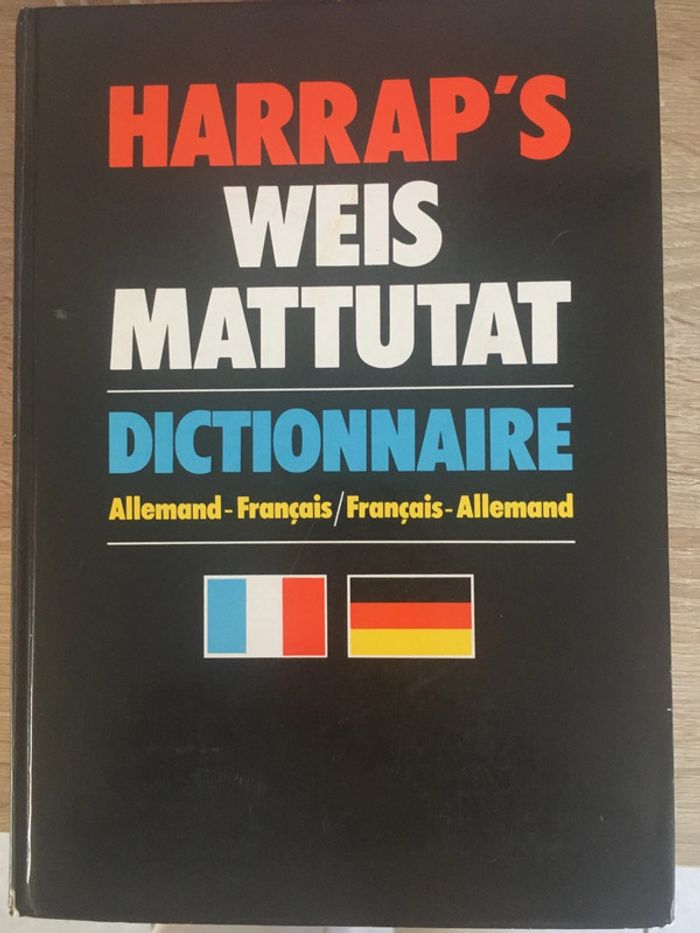 HARRAP'S
WEIS
MATTUTAT
DICTIONNAIRE
Allemand-Français/Français-Allemand